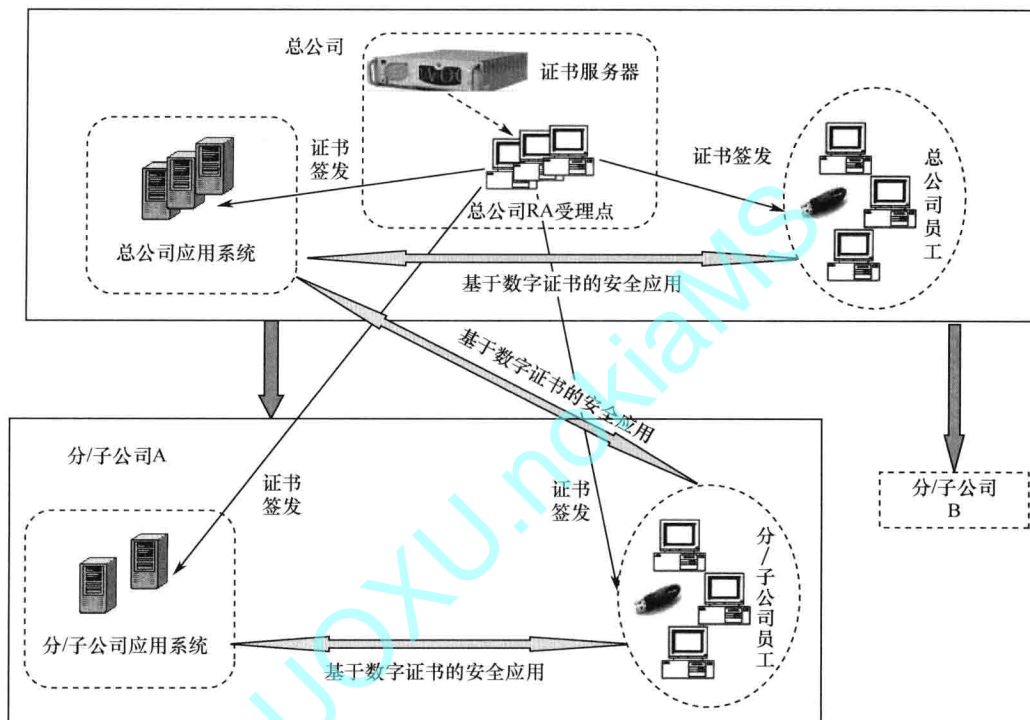 总公司
证书服务器
证书
签发
证书签发
总公司员工
总公司RA受理点
总公司应用系统
基于数字证书的安全应用
基于数字证书的安全应用
分/子公司A
证书
签发
证书
签发
分/子公司
B
分/子公司员工
分/子公司应用系统
基于数字证书的安全应用
UOXU.nokiaMS